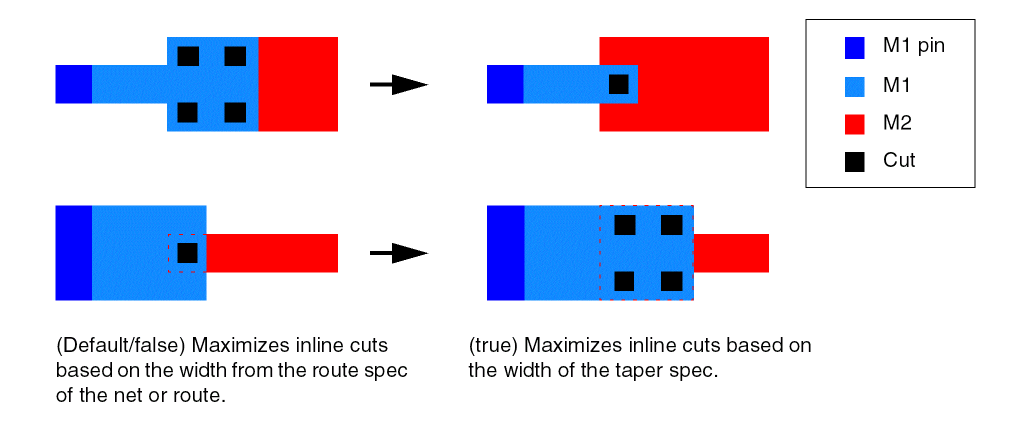 M1 pin
M1
M2
Cut
(Default/false) Maximizes inline cuts
based on the width from the route spec
of the net or route.
(true) Maximizes inline cuts based on
the width of the taper spec.